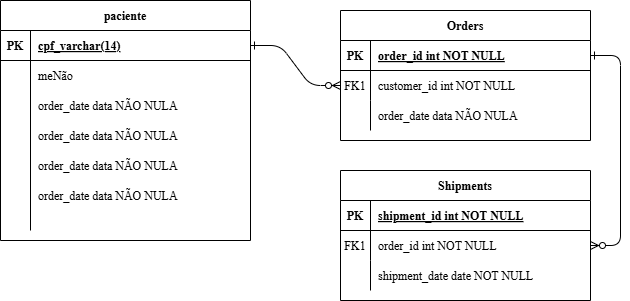 paciente
PK cpf_varchar(14)
meNão
order_date data NÃO NULA
order_date data NÃO NULA
order_date data NÃO NULA
order_date data NÃO NULA
Orders
PK order_id int NOT NULL
FK1 customer_id int NOT NULL
order_date data NÃO NULA
Shipments
PK shipment_id int NOT NULL
FK1 order_id int NOT NULL
shipment_date date NOT NULL